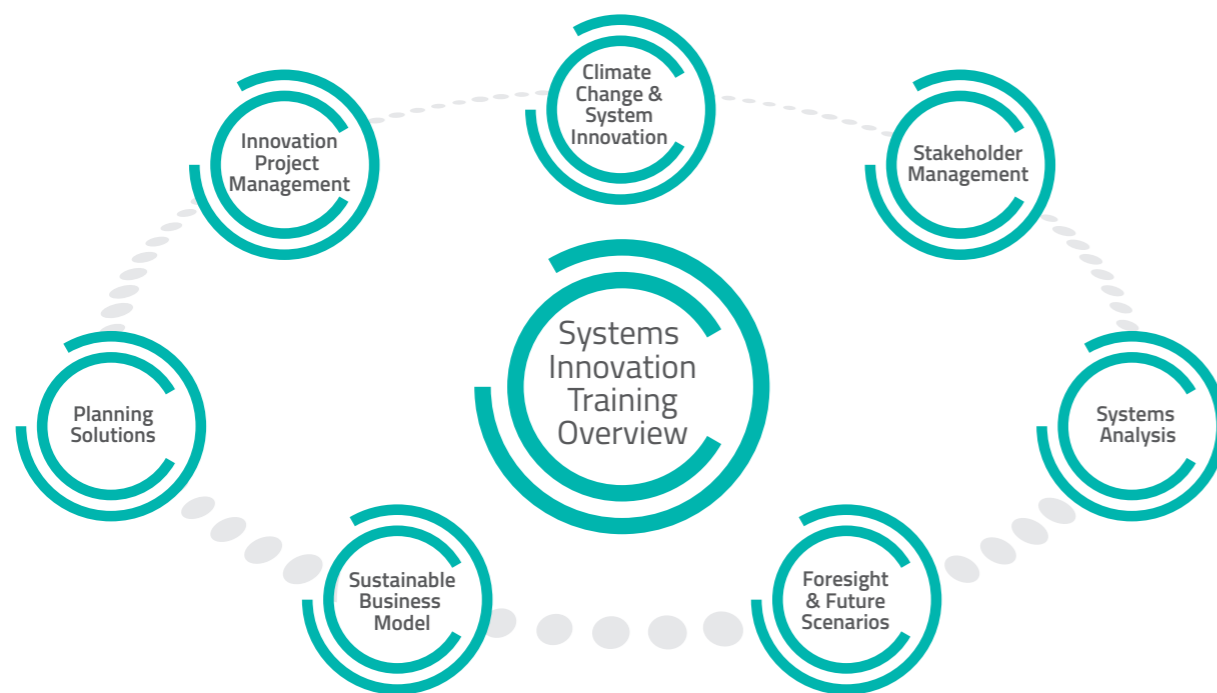 Climate
Change &
System
Innovation
Innovation
Project
Management
Stakeholder
Management
Systems
Innovation
Training
Overview
Planning
Solutions
Systems
Analysis
Sustainable
Business
Model
Foresight
& Future
Scenarios